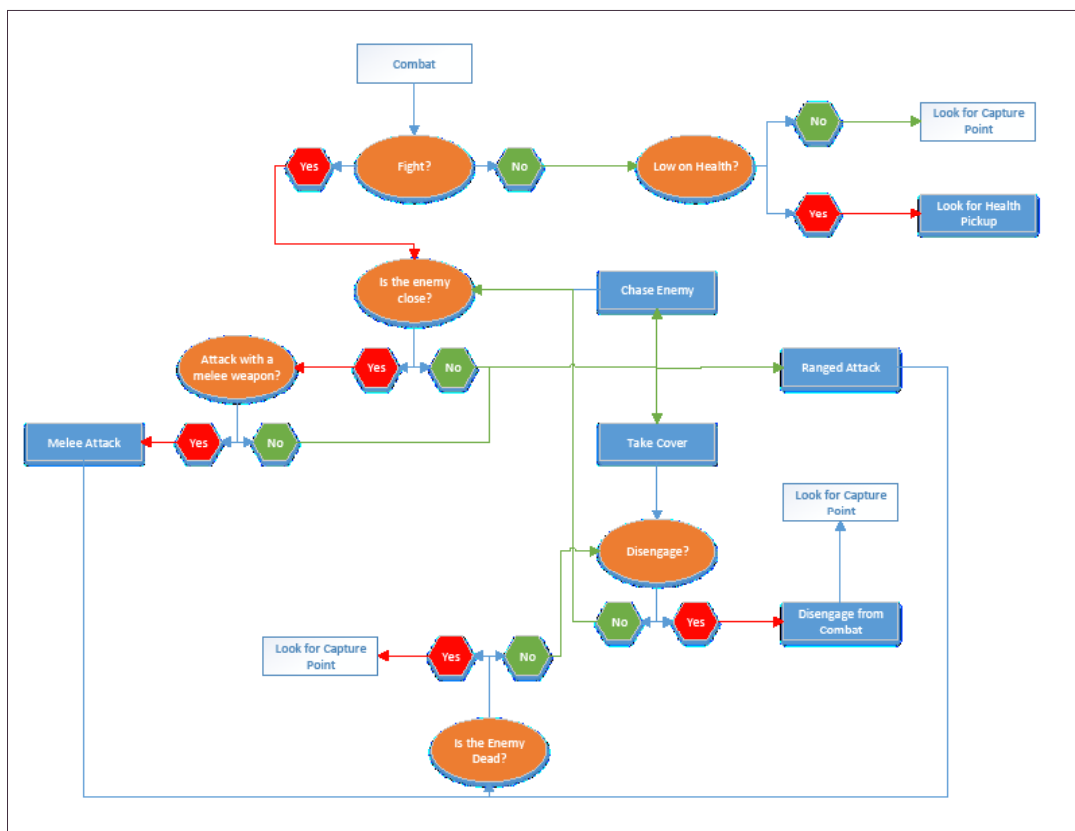 Combat
Look for Capture
Point
No
Yes
Fight?
No
Low on Health?
Yes
Look for Health
Pickup
Is the enemy
close?
Chase Enemy
Attack with a
melee weapon?
Yes
No
Ranged Attack
Melee Attack
Yes
No
Take Cover
Look for Capture
Point
Disengage?
No
Yes
Disengage from
Combat
Look for Capture
Point
Yes
No
Is the Enemy
Dead?